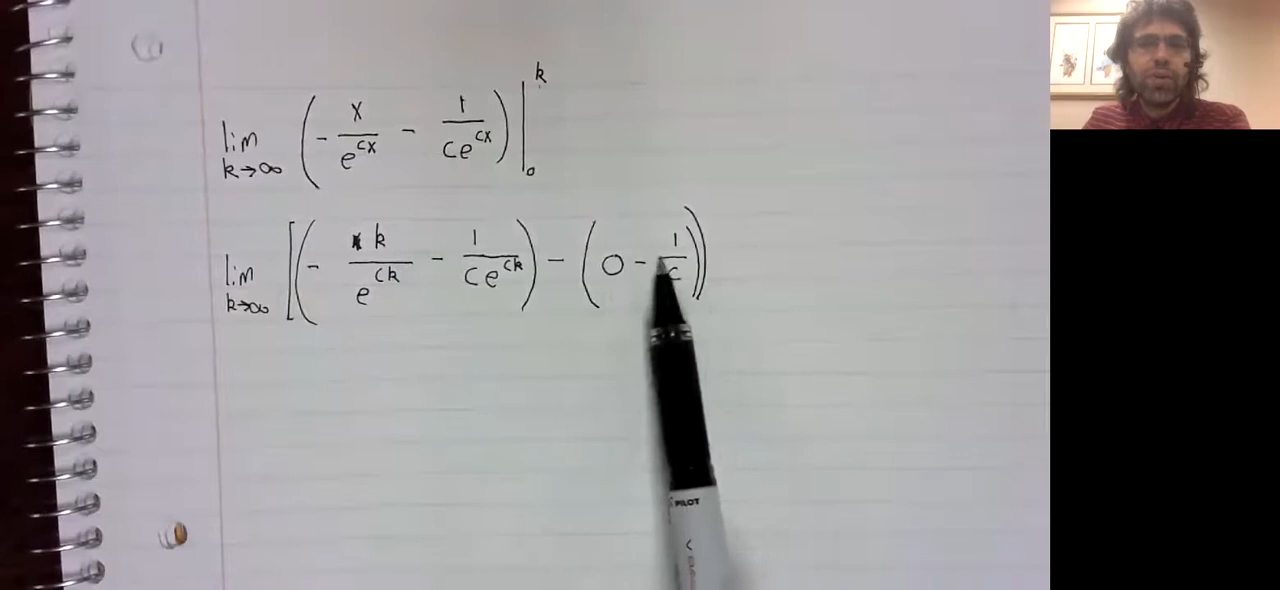 lim k→∞ (- x/e^{cx} - 1/ce^{cx}) |_0^k
lim k→∞ [(- k/e^{ck} - 1/ce^{ck}) - (0 - 1/c)]
PILOT